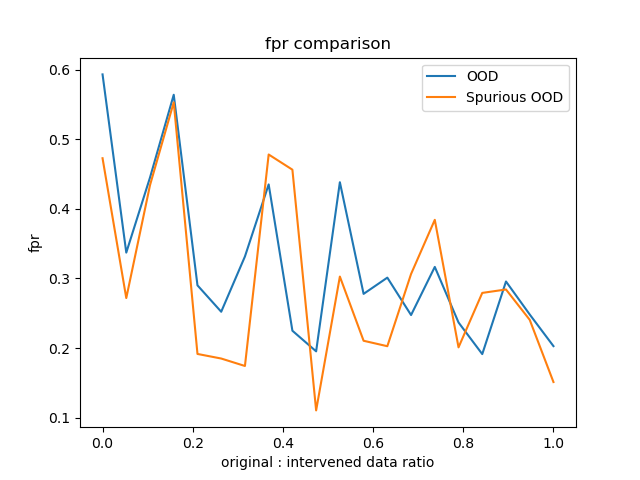 fpr comparison
OOD
Spurious OOD
0.6
0.5
0.4
0.3
0.2
0.1
fpr
0.0
0.2
0.4
0.6
0.8
1.0
original : intervened data ratio